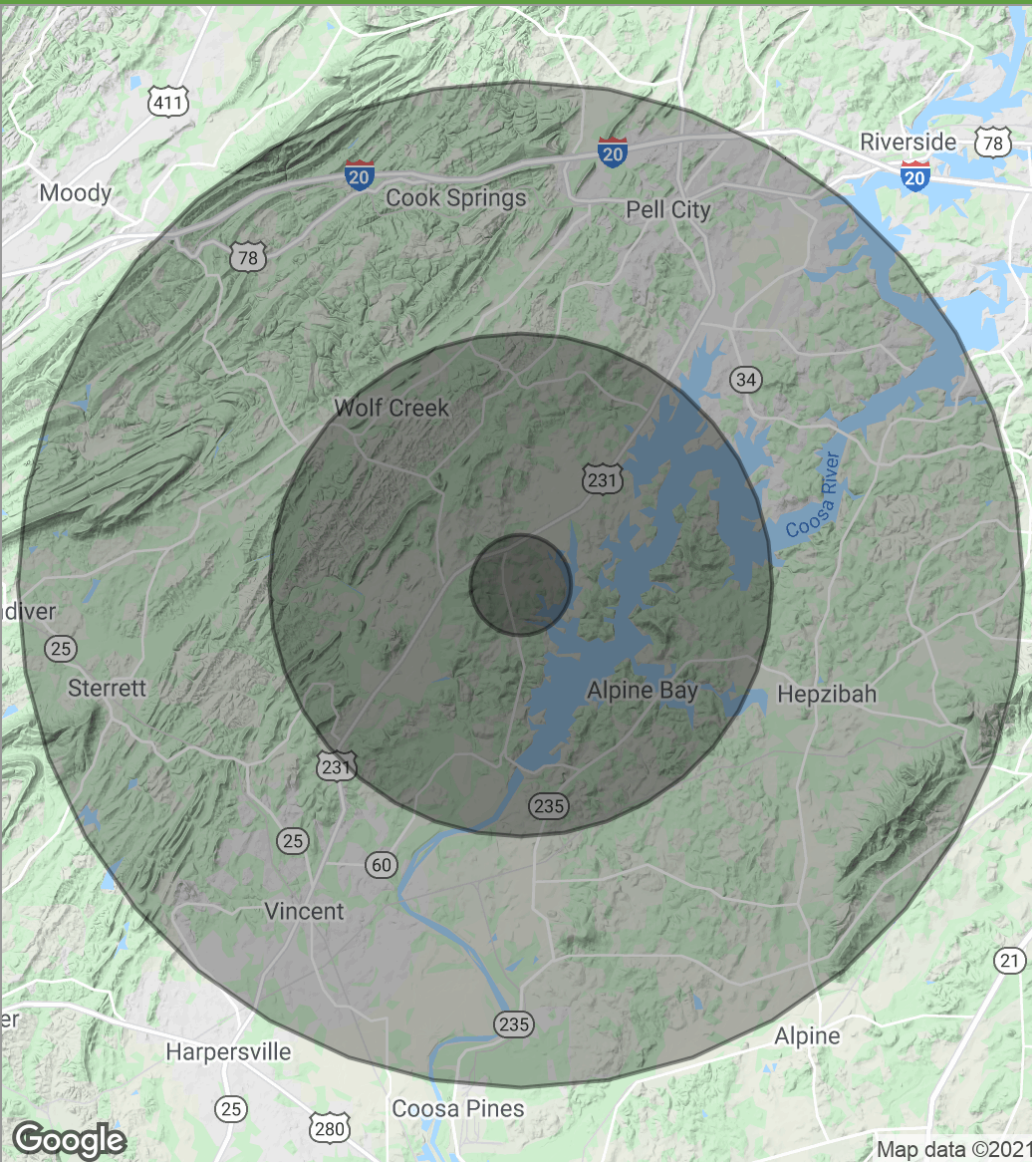 411
Riverside
78
20
20
20
Moody
Cook Springs
Pell City
78
34
Wolf Creek
231
Coosa River
diver
25
Sterrett
Alpine Bay
Hepzibah
231
235
25
60
Vincent
21
235
er
Alpine
Harpersville
25
Coosa Pines
280
Google
Map data ©2021